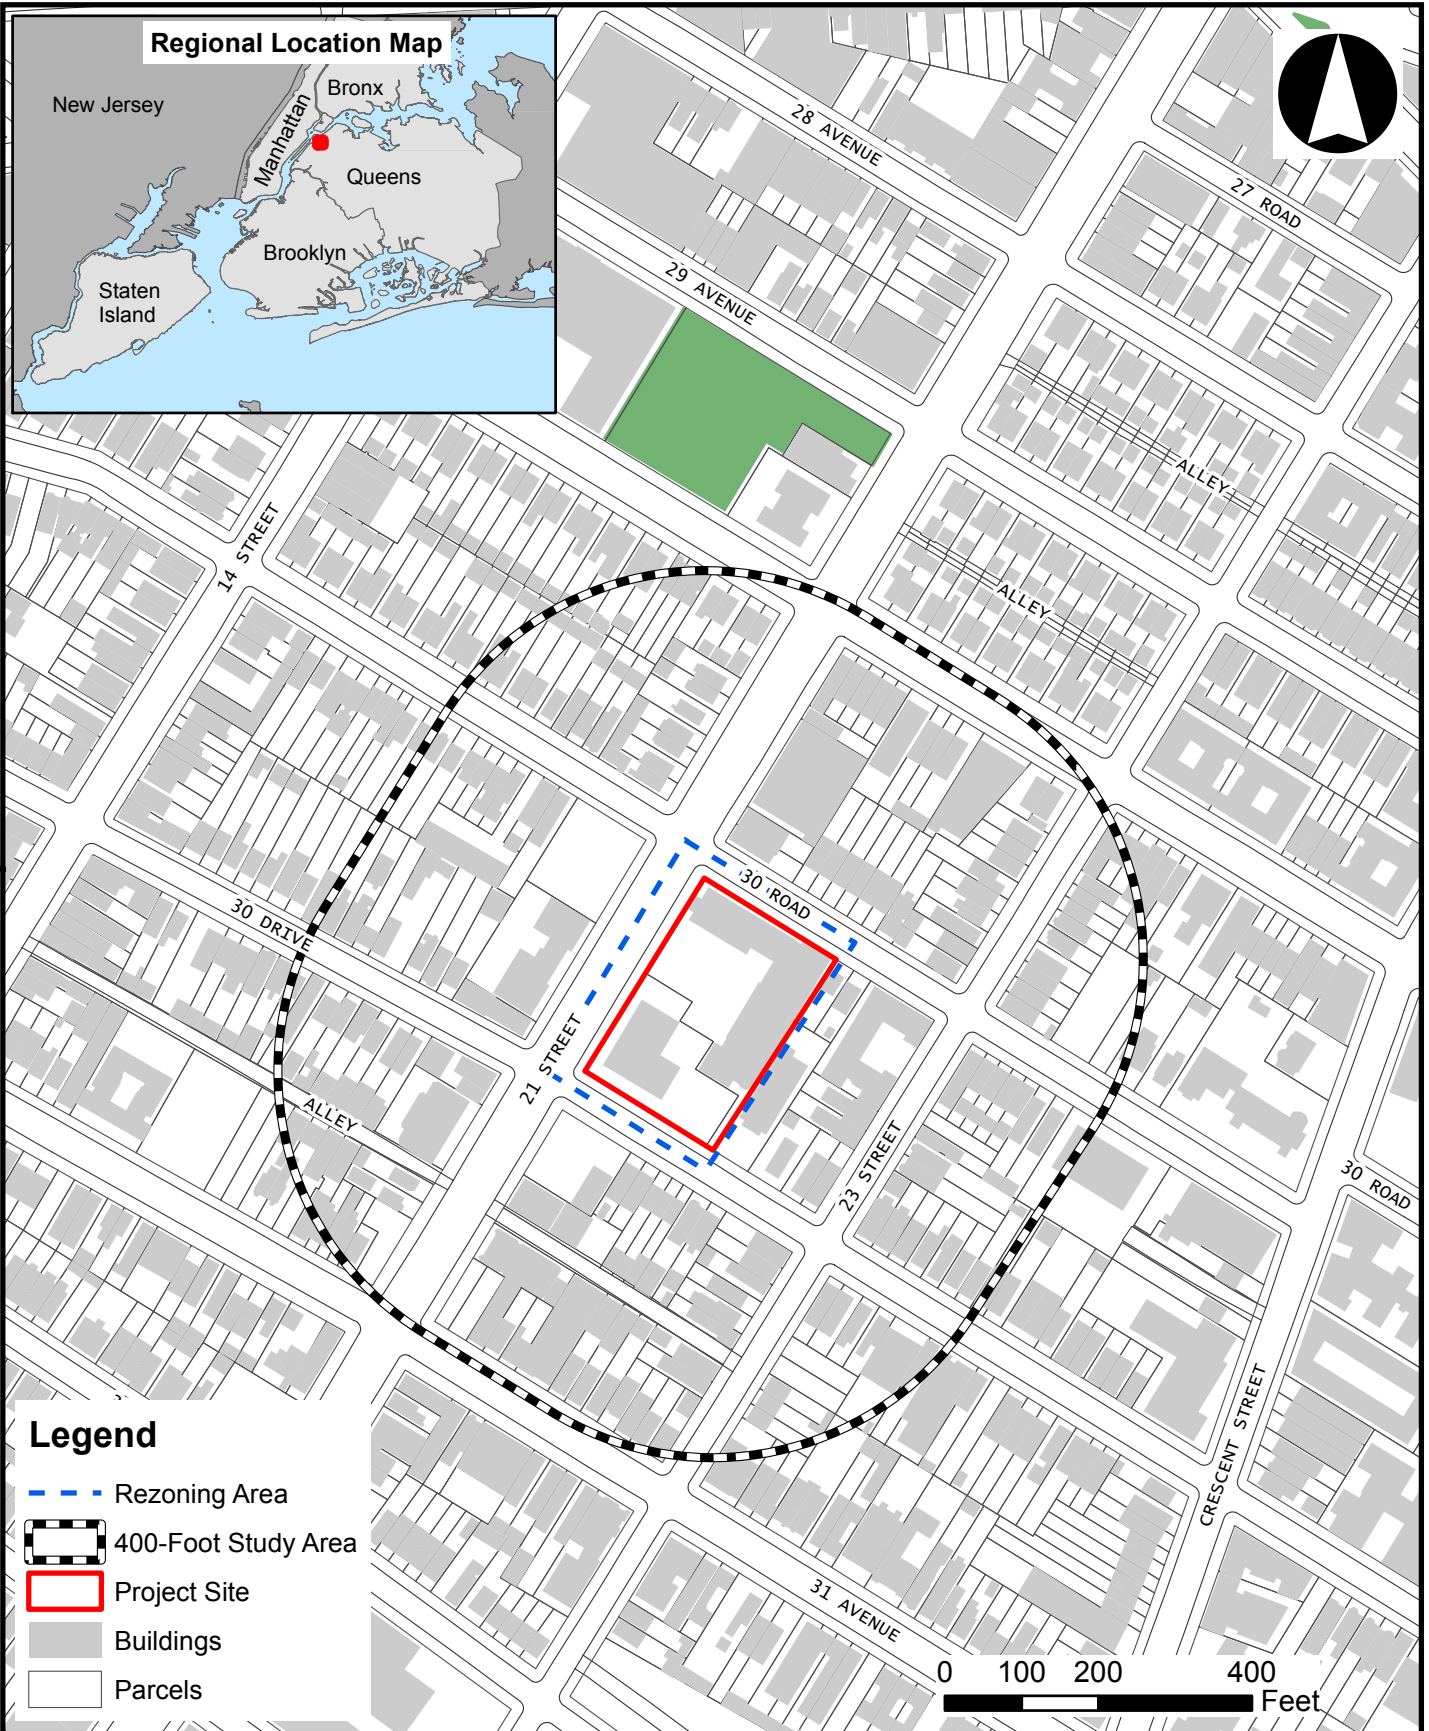 Regional Location Map
New Jersey
Manhattan
Bronx
Queens
Brooklyn
Staten
Island
28 AVENUE
27 ROAD
29 AVENUE
ALLEY
14 STREET
ALLEY
30 ROAD
30 DRIVE
21 STREET
ALLEY
23 STREET
30 ROAD
CRESCENT STREET
31 AVENUE
Legend
Rezoning Area
400-Foot Study Area
Project Site
Buildings
Parcels
0 100 200 400
Feet